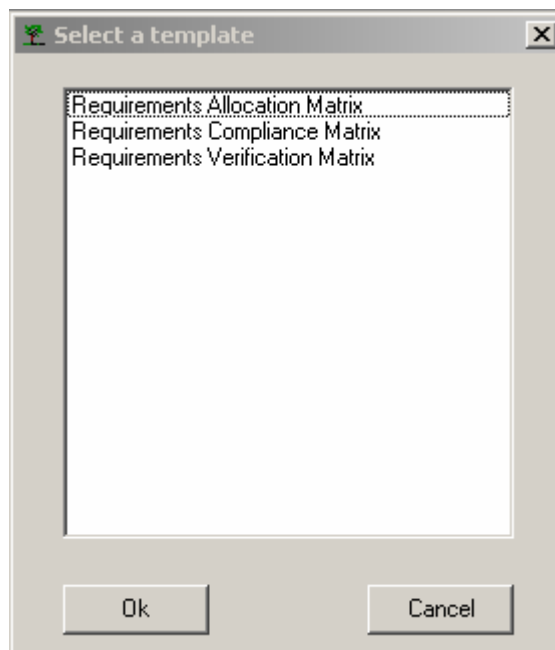 Select a template
Requirements Allocation Matrix
Requirements Compliance Matrix
Requirements Verification Matrix
Ok
Cancel